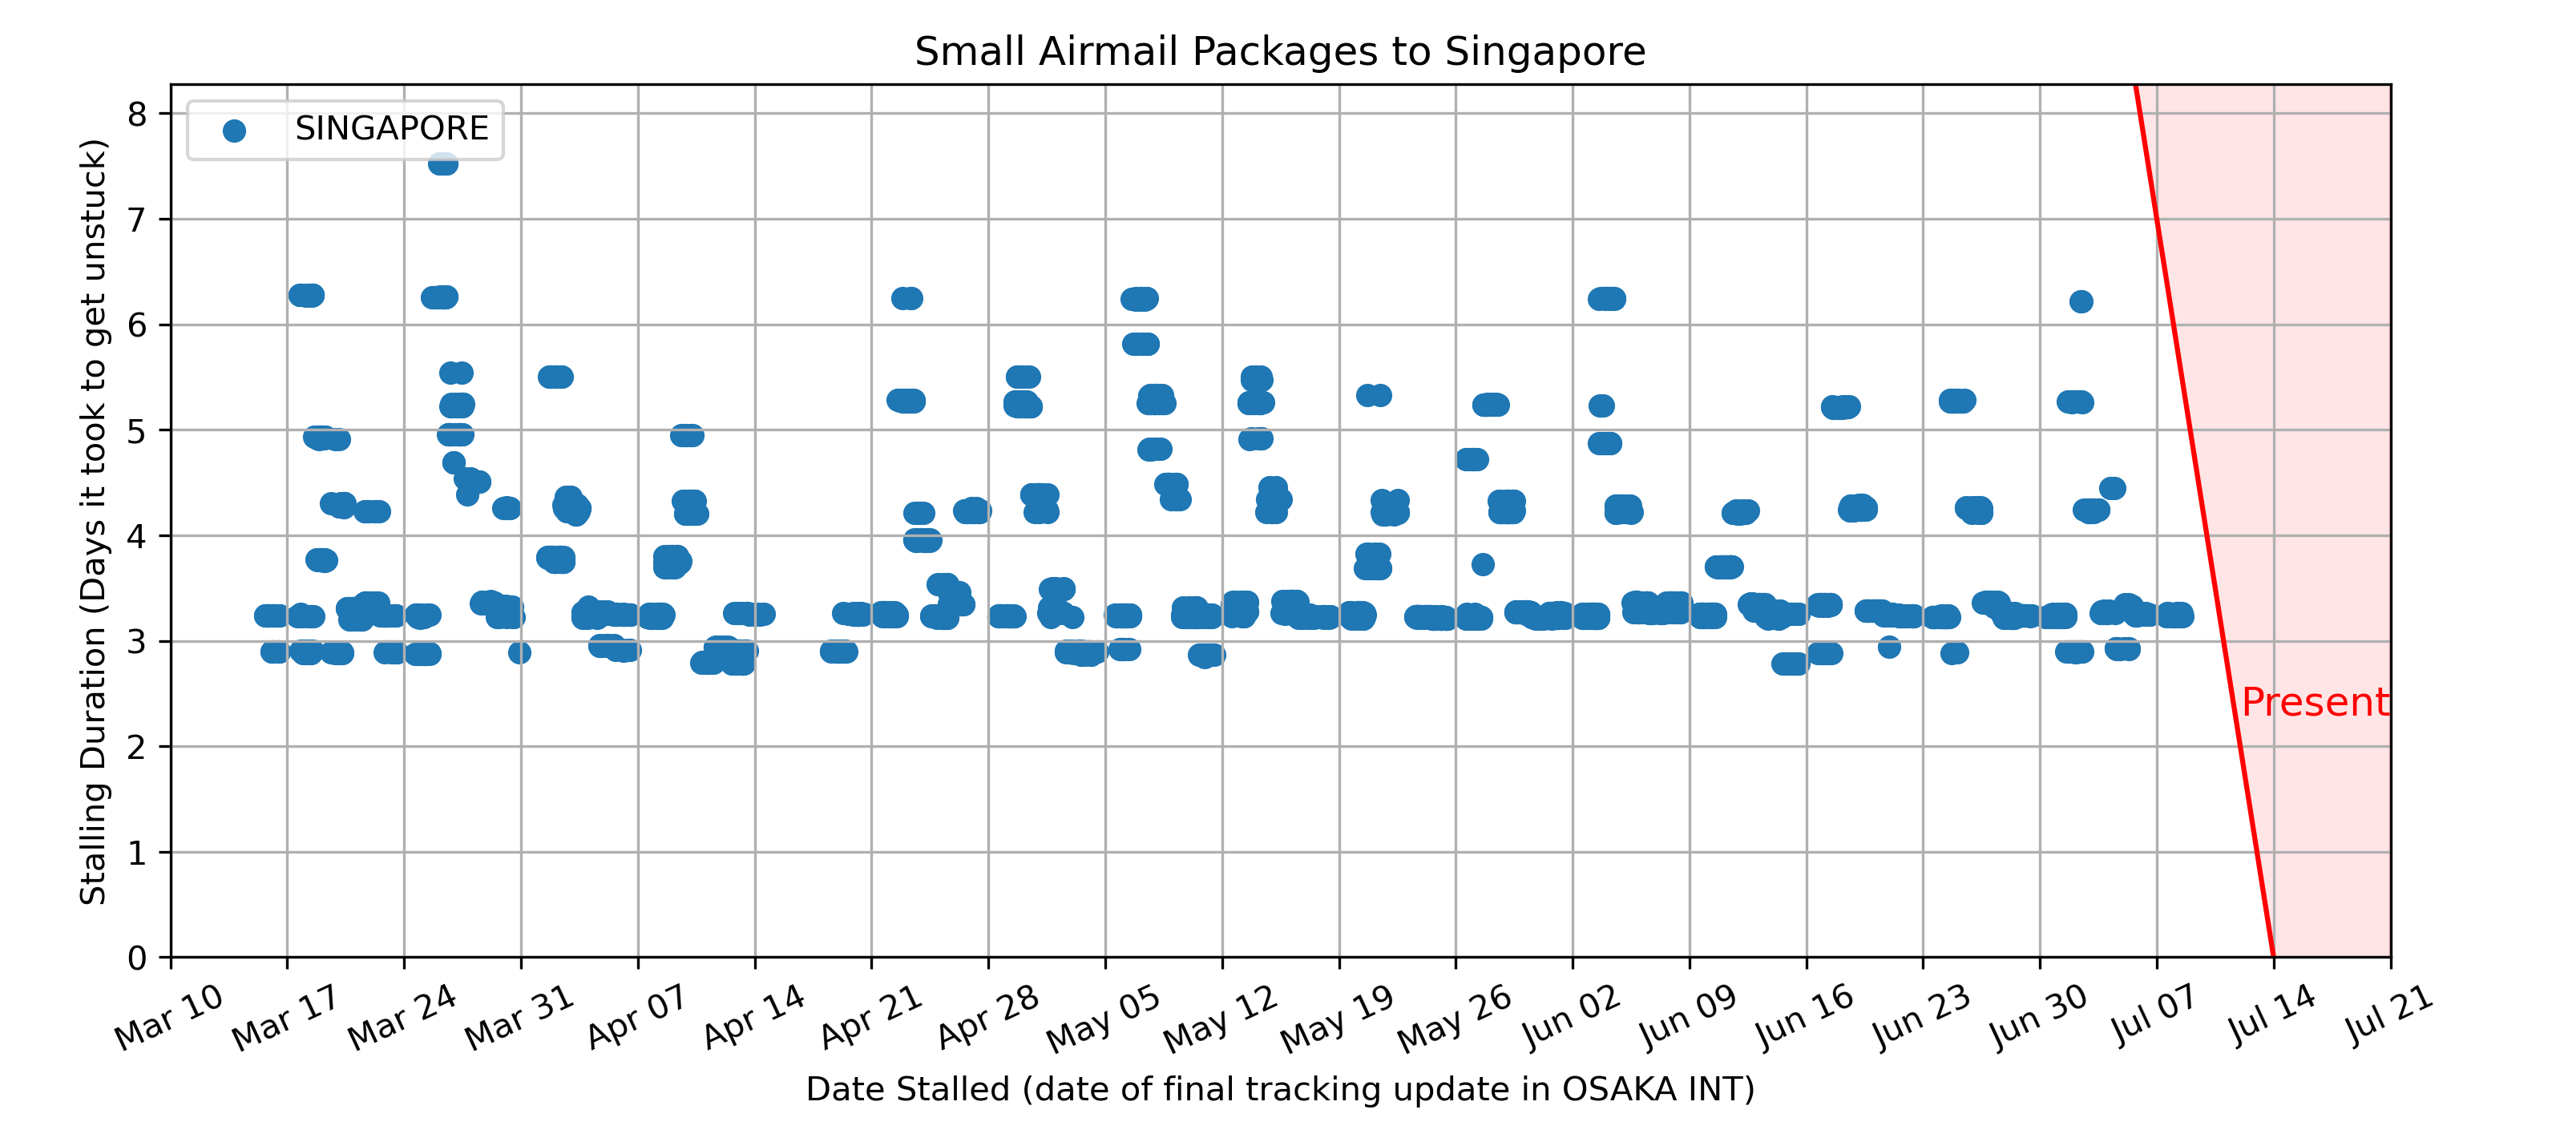 Small Airmail Packages to Singapore
SINGAPORE
Stalling Duration (Days it took to get unstuck)
8
7
6
5
4
3
2
1
0
Present
Mar 10
Mar 17
Mar 24
Mar 31
Apr 07
Apr 14
Apr 21
Apr 28
May 05
May 12
May 19
May 26
Jun 02
Jun 09
Jun 16
Jun 23
Jun 30
Jul 07
Jul 14
Jul 21
Date Stalled (date of final tracking update in OSAKA INT)